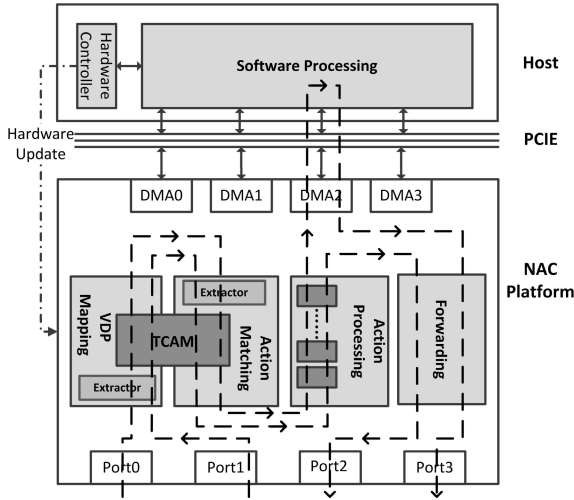 Hardware
Controller
Software Processing
Host
Hardware
Update
PCIE
DMA0
DMA1
DMA2
DMA3
NAC
Platform
VDP
Mapping
Extractor
TCAM
Extractor
Action
Matching
Action
Processing
Forwarding
Port0
Port1
Port2
Port3